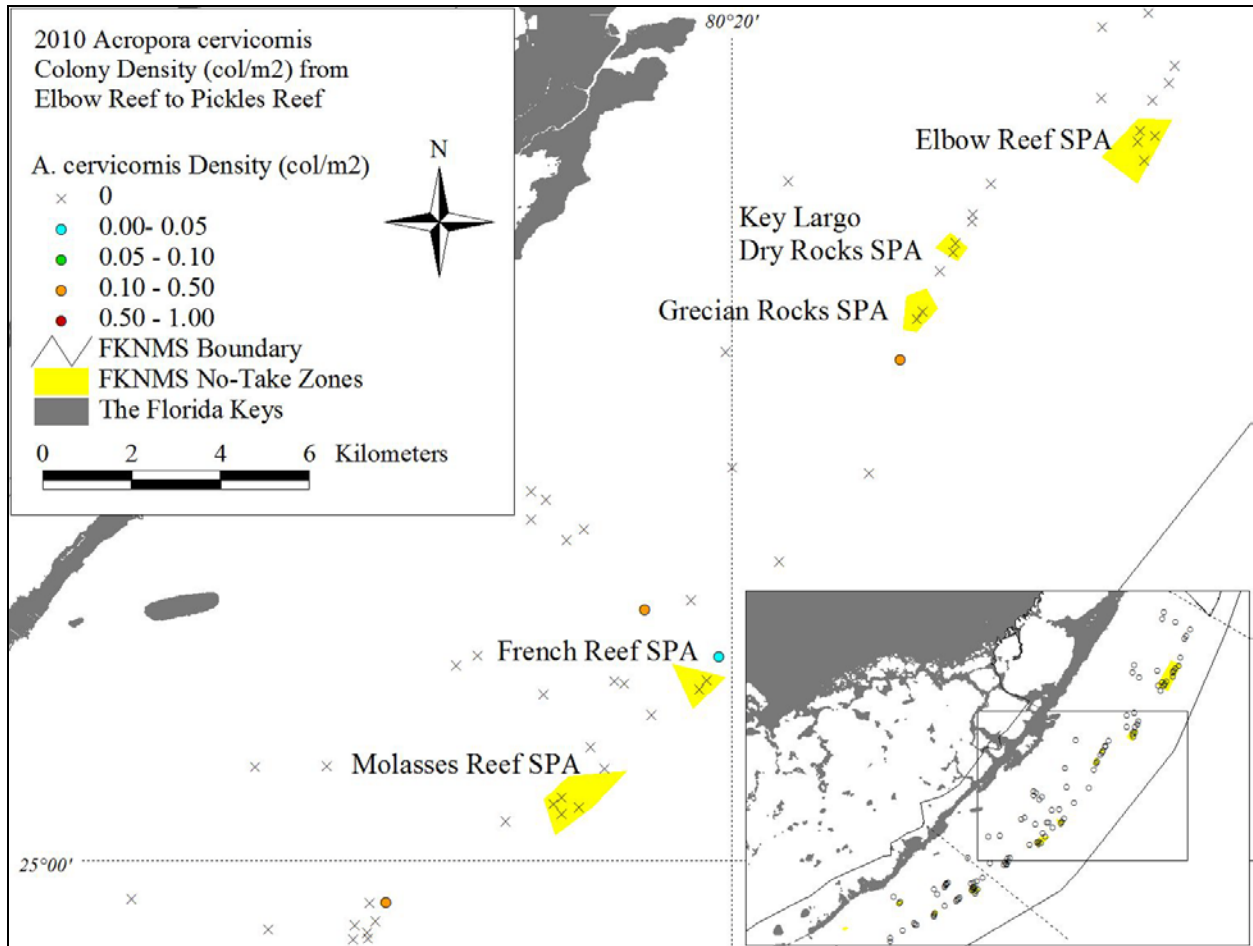 2010 Acropora cervicornis
Colony Density (col/m2) from
Elbow Reef to Pickles Reef
A. cervicornis Density (col/m2)
0
0.00- 0.05
0.05 - 0.10
0.10 - 0.50
0.50 - 1.00
FKNMS Boundary
FKNMS No-Take Zones
The Florida Keys
0 2 4 6 Kilometers
N
80°20'
Elbow Reef SPA
Key Largo
Dry Rocks SPA
Grecian Rocks SPA
French Reef SPA
Molasses Reef SPA
25°00'